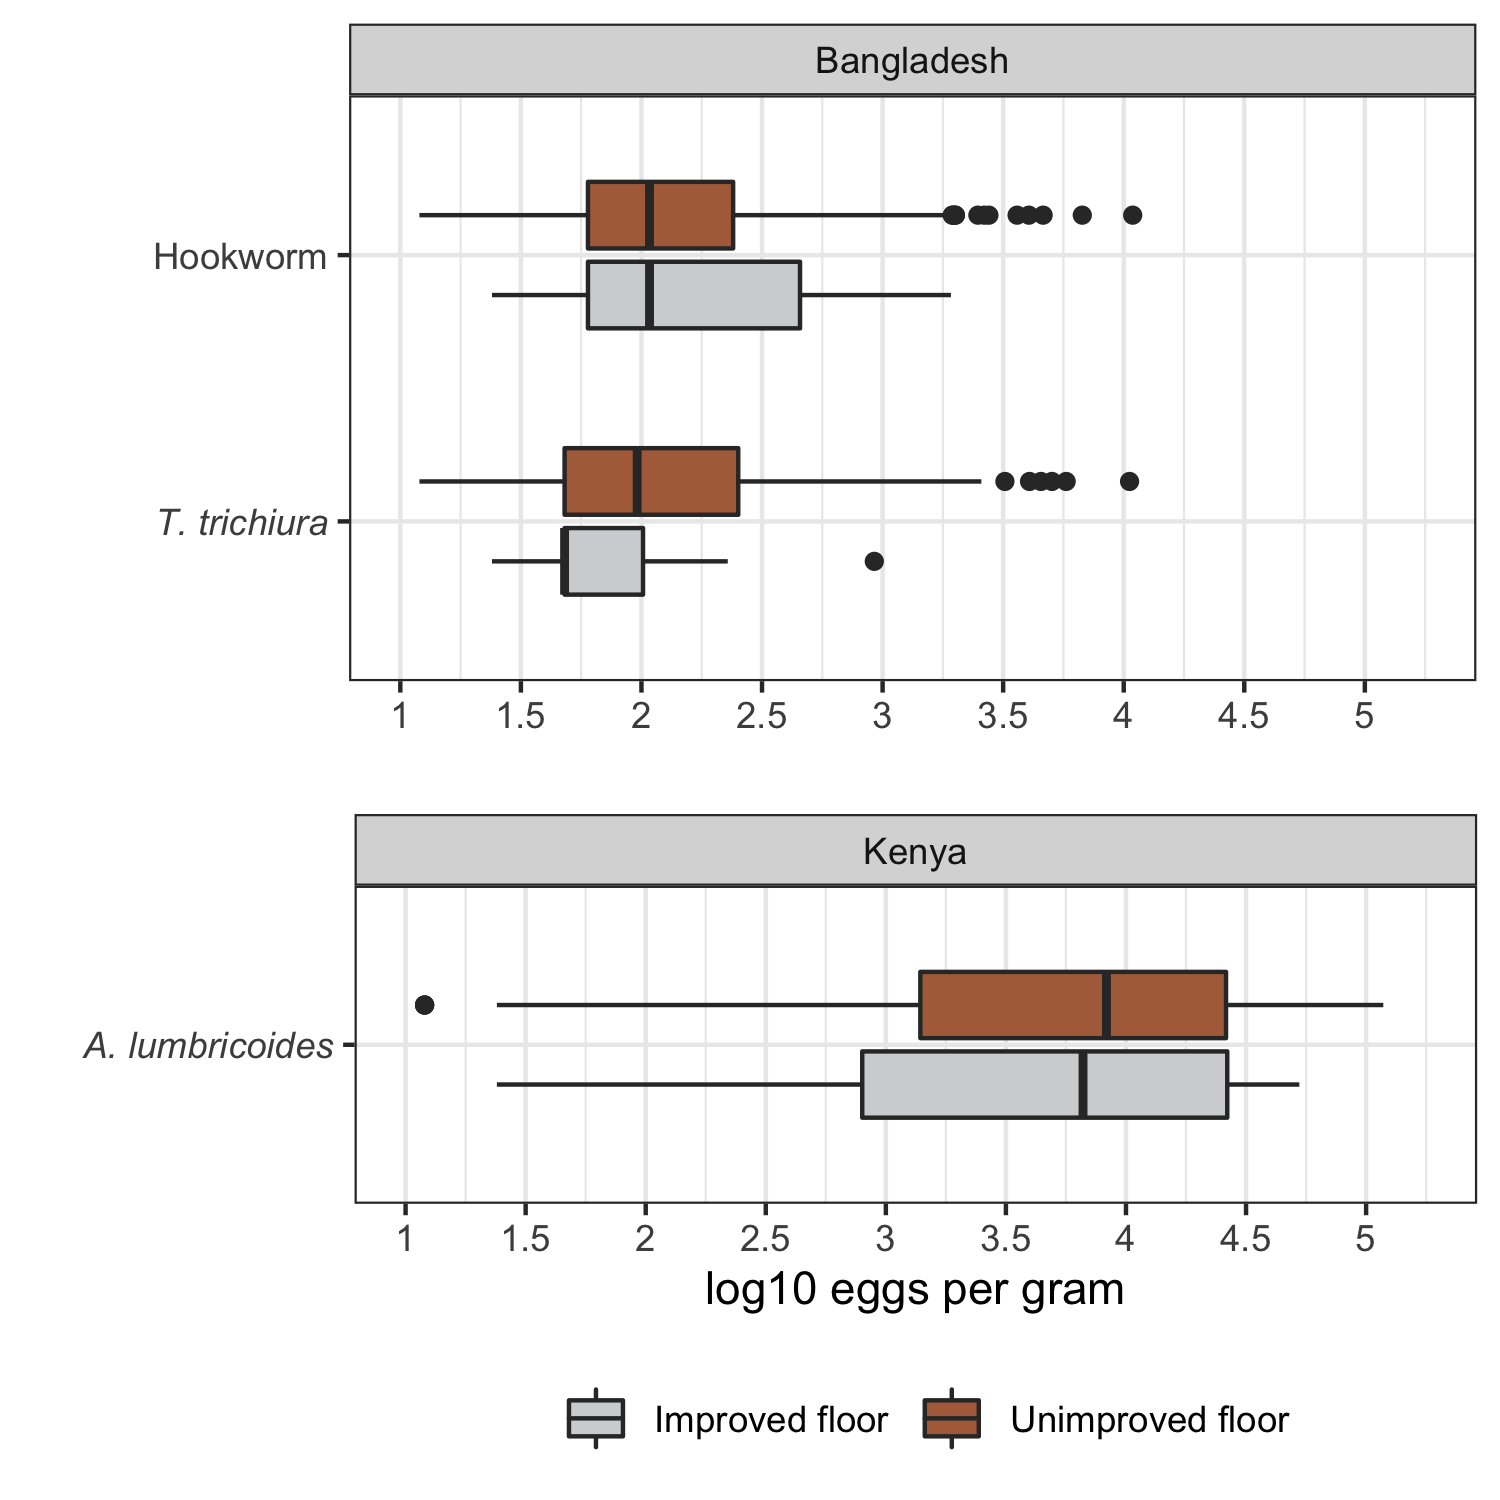 Bangladesh
Hookworm
T. trichiura
1 1.5 2 2.5 3 3.5 4 4.5 5
Kenya
A. lumbricoides
1 1.5 2 2.5 3 3.5 4 4.5 5
log10 eggs per gram
Improved floor Unimproved floor